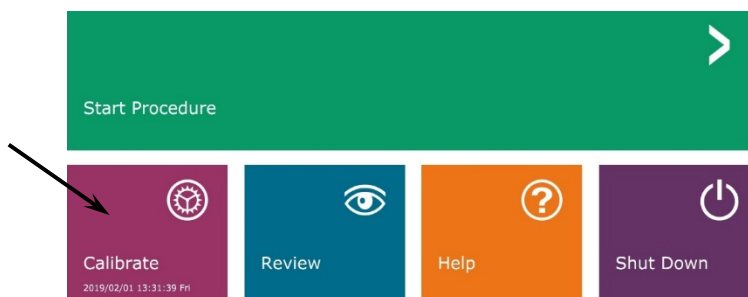 Start Procedure
Calibrate
2019/02/01 13:31:39 Fri
Review
Help
Shut Down